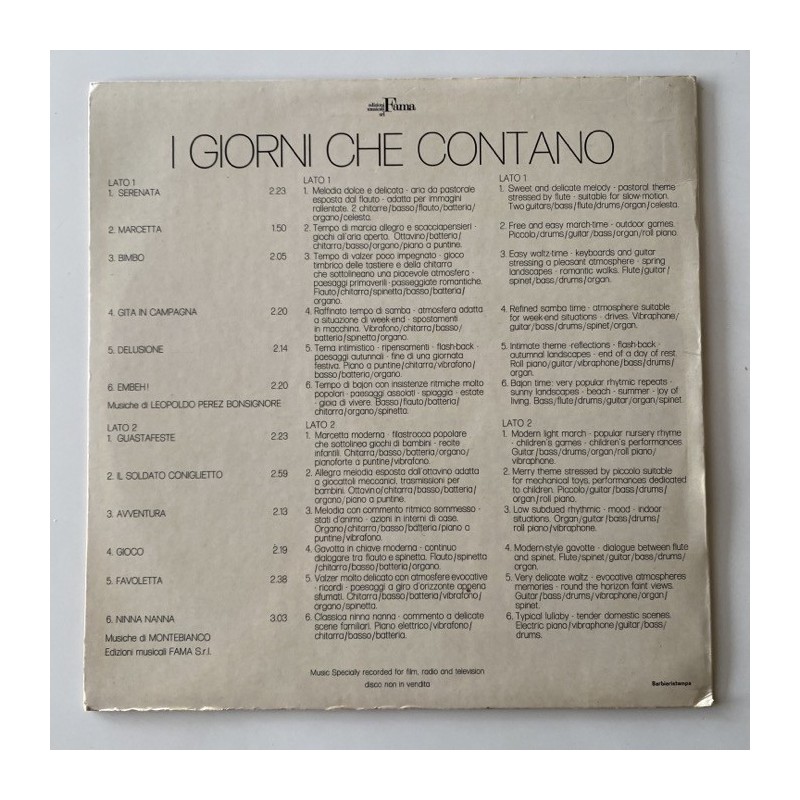 edizioni musicali srl Fama
I GIORNI CHE CONTANO
LATO 1
1. SERENATA 2.23
2. MARCETTA 1.50
3. BIMBO 2.05
4. GITA IN CAMPAGNA 2.20
5. DELUSIONE 2.14
6. EMBEH! 2.20
Musiche di LEOPOLDO PEREZ BONSIGNORE
LATO 1
1. Melodia dolce e delicata - aria da pastorale
esposta dal flauto - adatta per immagini
rallentate. 2 chitarre/basso/flauto/batteria/
organo/celesta.
2. Tempo di marcia allegro e scacciapensieri -
giochi all'aria aperta. Ottavino/batteria/
chitarra/basso/organo/piano a puntine.
3. Tempo di valzer poco impegnato - gioco
timbrico delle tastiere e della chitarra
che sottolineano una piacevole atmosfera -
paesaggi primaverili - passeggiate romantiche.
Flauto/chitarra/spinetta/basso/batteria/
organo.
4. Raffinato tempo di samba - atmosfera adatta
a situazione di week-end - spostamenti
in macchina. Vibrafono/chitarra/basso/
batteria/spinetta/organo.
5. Tema intimistico - ripensamenti - flash-back -
paesaggi autunnali - fine di una giornata
festiva. Piano a puntine/chitarra/vibrafono/
basso/batteria/organo.
6. Tempo di bajon con insistenze ritmiche molto
popolari - paesaggi assolati - spiaggia - estate
- gioia di vivere. Basso/flauto/batteria/
chitarra/organo/spinetta.
LATO 1
1. Sweet and delicate melody - pastoral theme
stressed by flute - suitable for slow-motion.
Two guitars/bass/flute/drums/organ/celesta.
2. Free and easy march-time - outdoor games.
Piccolo/drums/guitar/bass/organ/roll piano.
3. Easy waltz-time - keyboards and guitar
stressing a pleasant atmosphere - spring
landscapes - romantic walks. Flute/guitar/
spinet/bass/drums/organ.
4. Refined samba time - atmosphere suitable
for week-end situations - drives. Vibraphone/
guitar/bass/drums/spinet/organ.
5. Intimate theme -reflections - flash-back -
autumnal landscapes - end of a day of rest.
Roll piano/guitar/vibraphone/bass/drums/
organ.
6. Bajon time: very popular rhytmic repeats -
sunny landscapes - beach - summer - joy of
living. Bass/flute/drums/guitar/organ/spinet.
LATO 2
1. GUASTAFESTE 2.23
2. IL SOLDATO CONIGLIETTO 2.59
3. AVVENTURA 2.13
4. GIOCO 2.19
5. FAVOLETTA 2.38
6. NINNA NANNA 3.03
Musiche di MONTEBIANCO
Edizioni musicali FAMA S.r.l.
LATO 2
1. Marcetta moderna - filastrocca popolare
che sottolinea giochi di bambini - recite
infantili. Chitarra/basso/batteria/organo/
pianoforte a puntine/vibrafono.
2. Allegra melodia esposta dall'ottavino adatta
a giocattoli meccanici, trasmissioni per
bambini. Ottavino/chitarra/basso/batteria/
organo/piano a puntine.
3. Melodia con commento ritmico sommesso -
stati d'animo - azioni in interni di case.
Organo/chitarra/basso/batteria/piano a
puntine/vibrafono.
4. Gavotta in chiave moderna - continuo
dialogare tra flauto e spinetta. Flauto/spinetta
/chitarra/basso/batteria/organo.
5. Valzer molto delicato con atmosfere evocative
- ricordi - paesaggi a giro d'orizzonte appena
sfumati. Chitarra/basso/batteria/vibrafono/
organo/spinetta.
6. Classica ninna nanna - commento a delicate
scene familiari. Piano elettrico/vibrafono/
chitarra/basso/batteria.
LATO 2
1. Modern light march - popular nursery rhyme
- children's games - children's performances.
Guitar/bass/drums/organ/roll piano/
vibraphone.
2. Merry theme stressed by piccolo suitable
for mechanical toys, performances dedicated
to children. Piccolo/guitar/bass/drums/
organ/roll piano.
3. Low subdued rhythmic - mood - indoor
situations. Organ/guitar/bass/drums/
roll piano/vibraphone.
4. Modern-style gavotte - dialogue between flute
and spinet. Flute/spinet/guitar/bass/drums/
organ.
5. Very delicate waltz - evocative atmospheres
memories - round the horizon faint views.
Guitar/bass/drums/vibraphone/organ/
spinet.
6. Typical lullaby - tender domestic scenes.
Electric piano/vibraphone/guitar/bass/
drums.
Music Specialy recorded for film, radio and television
disco non in vendita
Barbieristampa